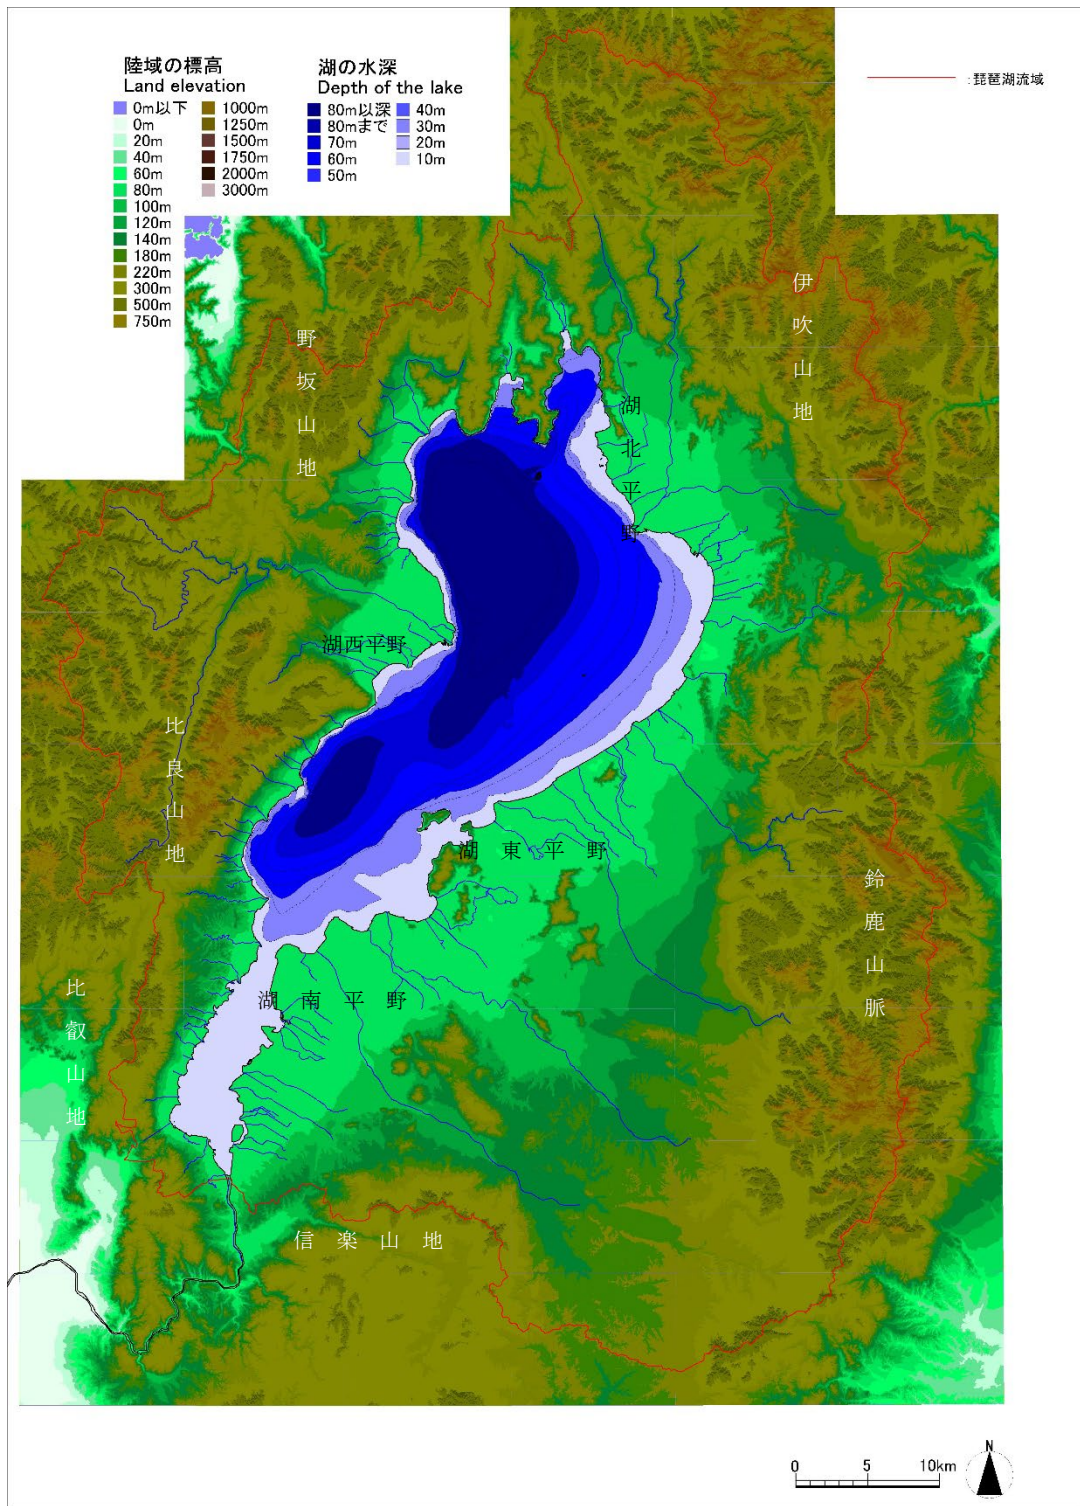 陸域の標高
Land elevation
0m以下
0m
20m
40m
60m
80m
100m
120m
140m
180m
220m
300m
500m
750m
1000m
1250m
1500m
1750m
2000m
3000m
湖の水深
Depth of the lake
80m以深
80mまで
70m
60m
50m
40m
30m
20m
10m
:琵琶湖流域
伊吹山地
野坂山地
湖北平野
湖西平野
比良山地
湖東平野
鈴鹿山脈
比叡山地
湖南平野
信楽山地
0 5 10km
N